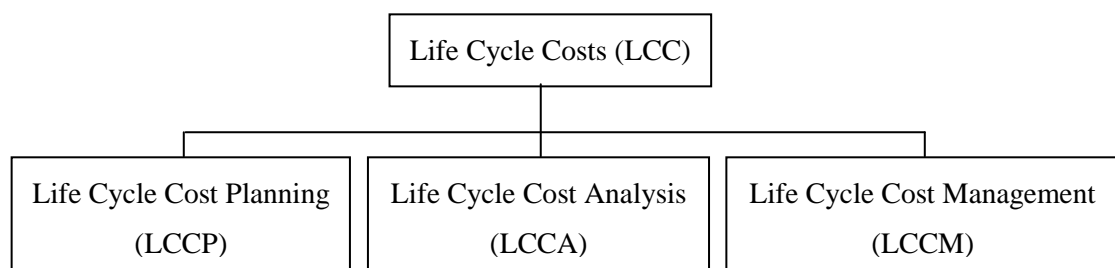 Life Cycle Costs (LCC)
Life Cycle Cost Planning
(LCCP)
Life Cycle Cost Analysis
(LCCA)
Life Cycle Cost Management
(LCCM)